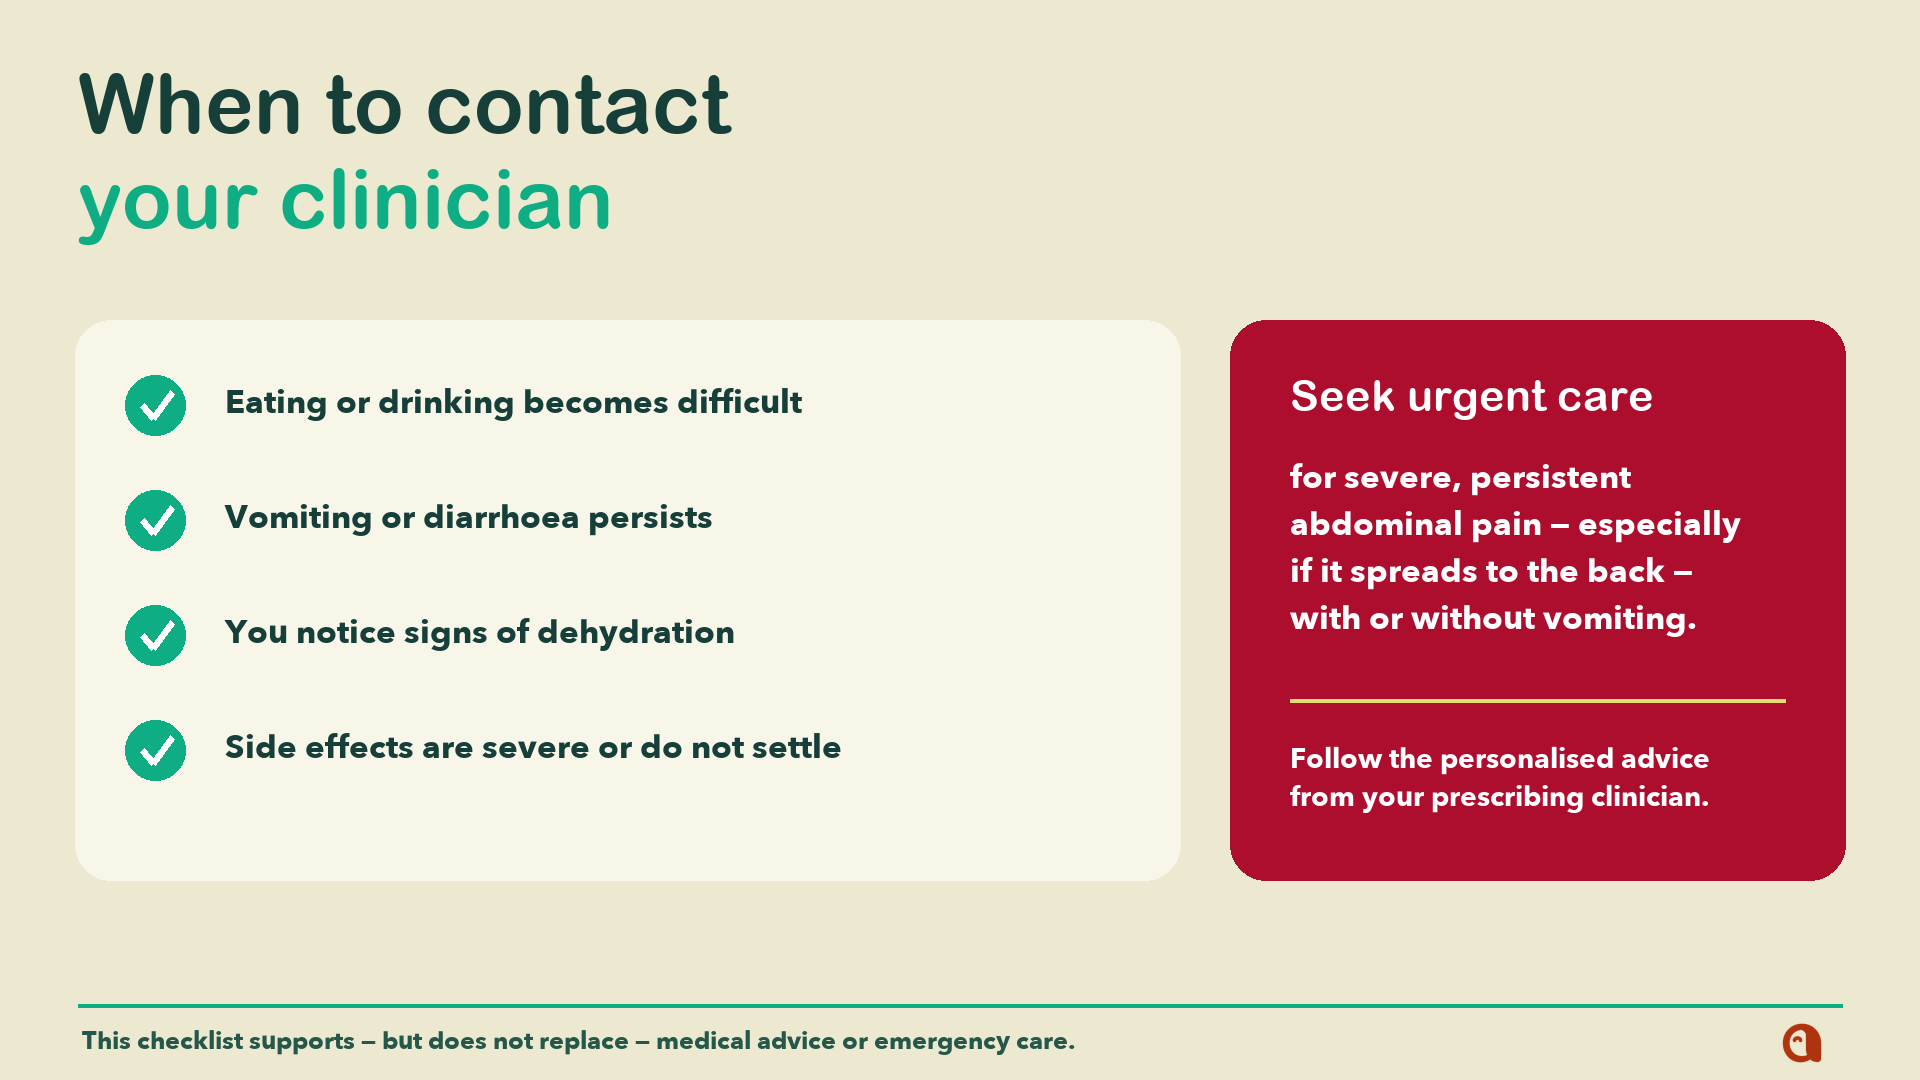 When to contact
your clinician
Eating or drinking becomes difficult
Vomiting or diarrhoea persists
You notice signs of dehydration
Side effects are severe or do not settle
Seek urgent care
for severe, persistent
abdominal pain – especially
if it spreads to the back –
with or without vomiting.
Follow the personalised advice
from your prescribing clinician.
This checklist supports – but does not replace – medical advice or emergency care.